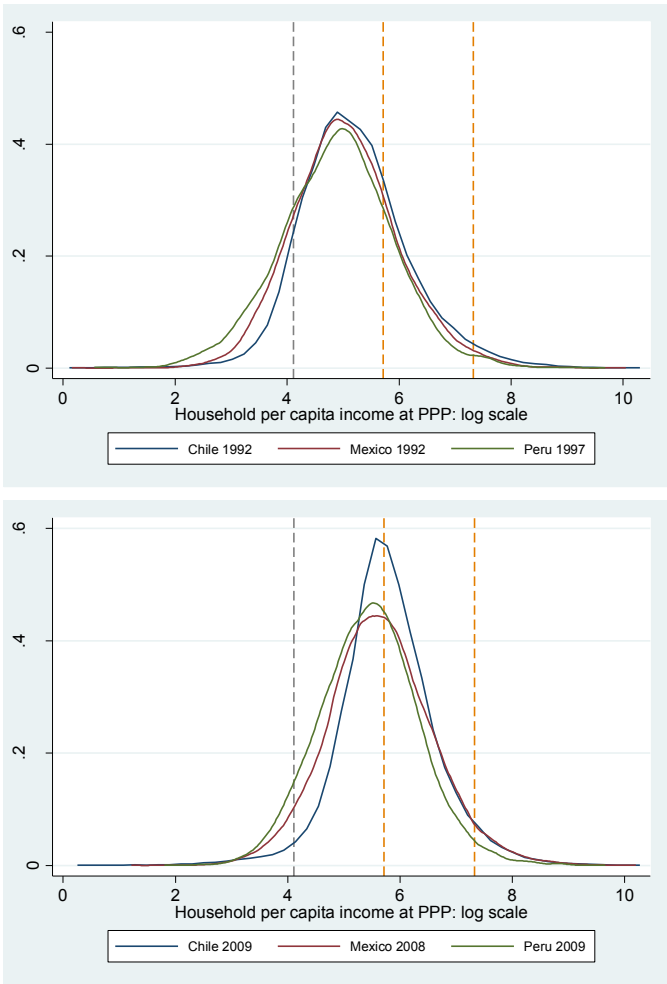 .6
.4
.2
0
0 2 4 6 8 10
Household per capita income at PPP: log scale
Chile 1992 Mexico 1992 Peru 1997
.6
.4
.2
0
0 2 4 6 8 10
Household per capita income at PPP: log scale
Chile 2009 Mexico 2008 Peru 2009